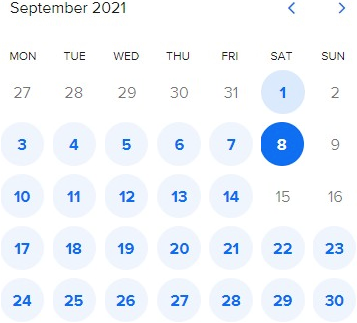 September 2021
MON TUE WED THU FRI SAT SUN
27 28 29 30 31 1 2
3 4 5 6 7 8 9
10 11 12 13 14 15 16
17 18 19 20 21 22 23
24 25 26 27 28 29 30